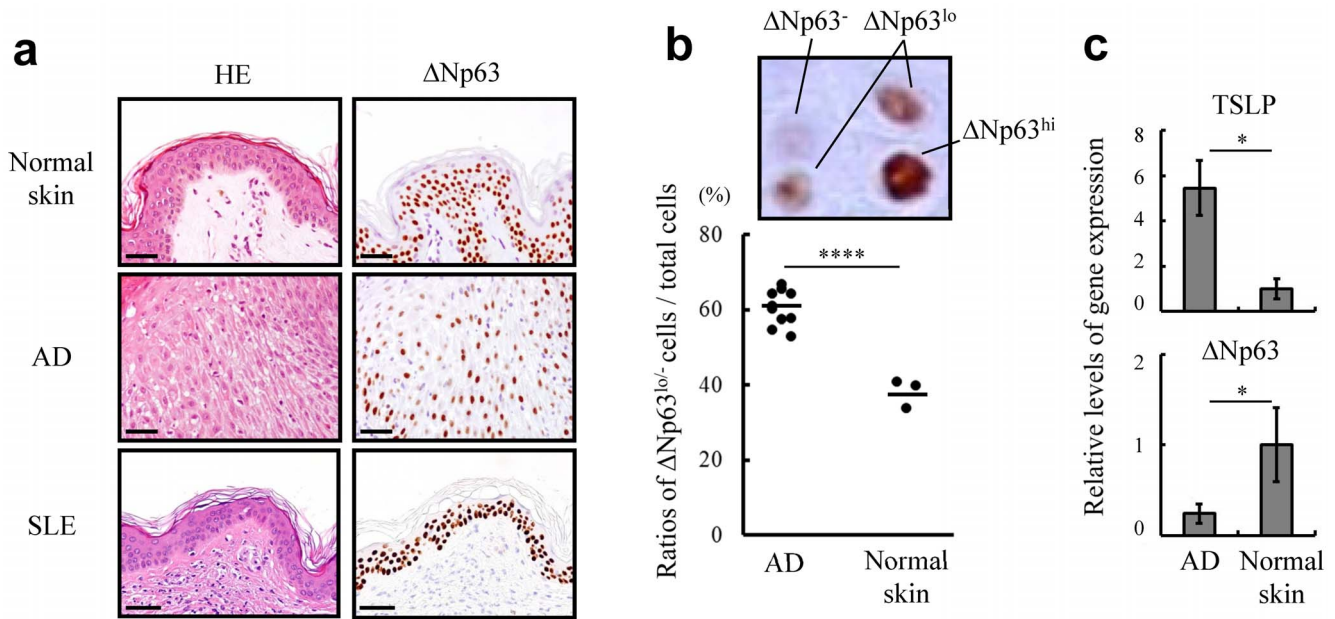 a
HE
ΔNp63
Normal
skin
AD
SLE
b
ΔNp63-
ΔNp63lo
ΔNp63hi
(%)
Ratios of ΔNp63lo/- cells / total cells
80
60
40
20
0
****
AD
Normal
skin
c
Relative levels of gene expression
TSLP
8
6
4
2
0
*
ΔNp63
2
1
0
*
AD
Normal
skin